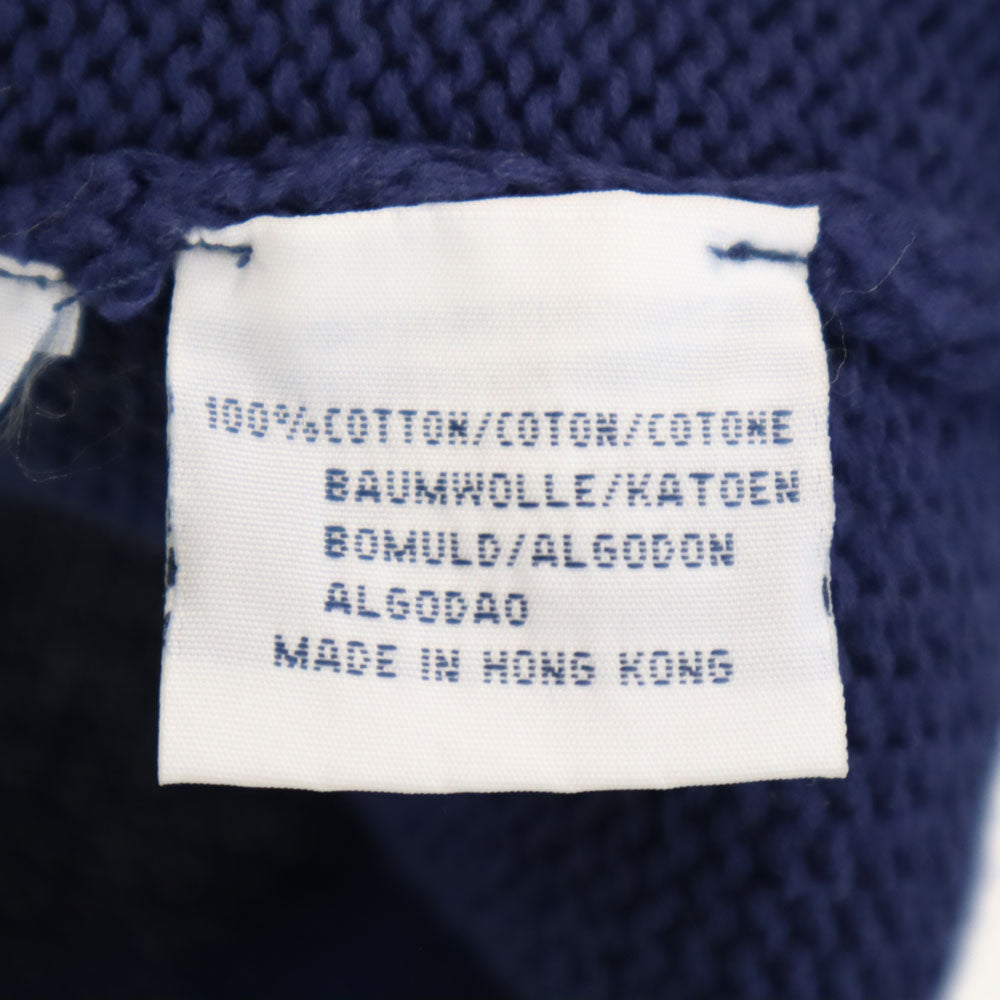 100%COTTON/COTON/COTONE
BAUMWOLLE/KATOEN
BOMULD/ALGODON
ALGODAO
MADE IN HONG KONG